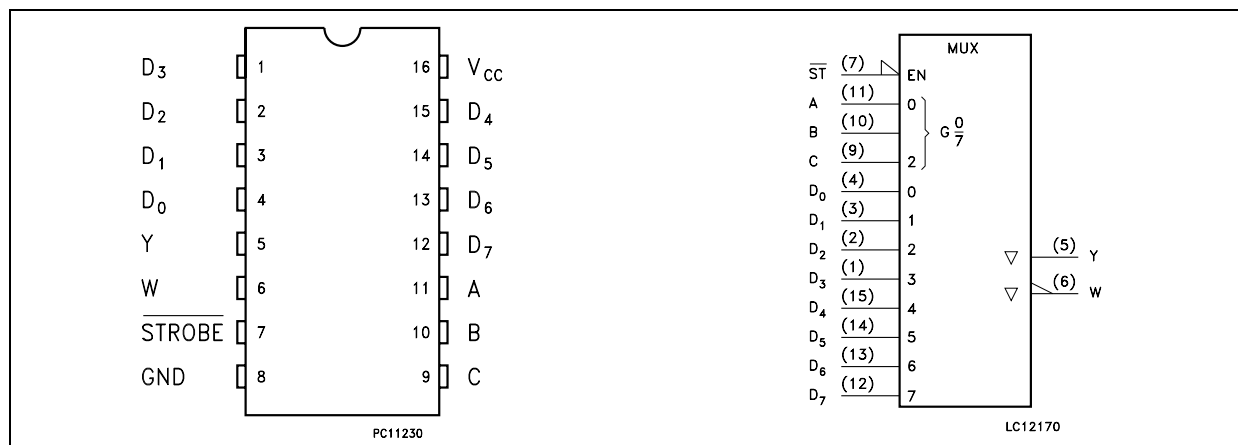 D3 1 16 VCC
D2 2 15 D4
D1 3 14 D5
D0 4 13 D6
Y 5 12 D7
W 6 11 A
STROBE 7 10 B
GND 8 9 C
PC11230
MUX
ST (7) EN
A (11) 0
B (10) G 0/7
C (9) 2
D0 (4) 0
D1 (3) 1
D2 (2) 2
D3 (1) 3
D4 (15) 4
D5 (14) 5
D6 (13) 6
D7 (12) 7
(5) Y
(6) W
LC12170